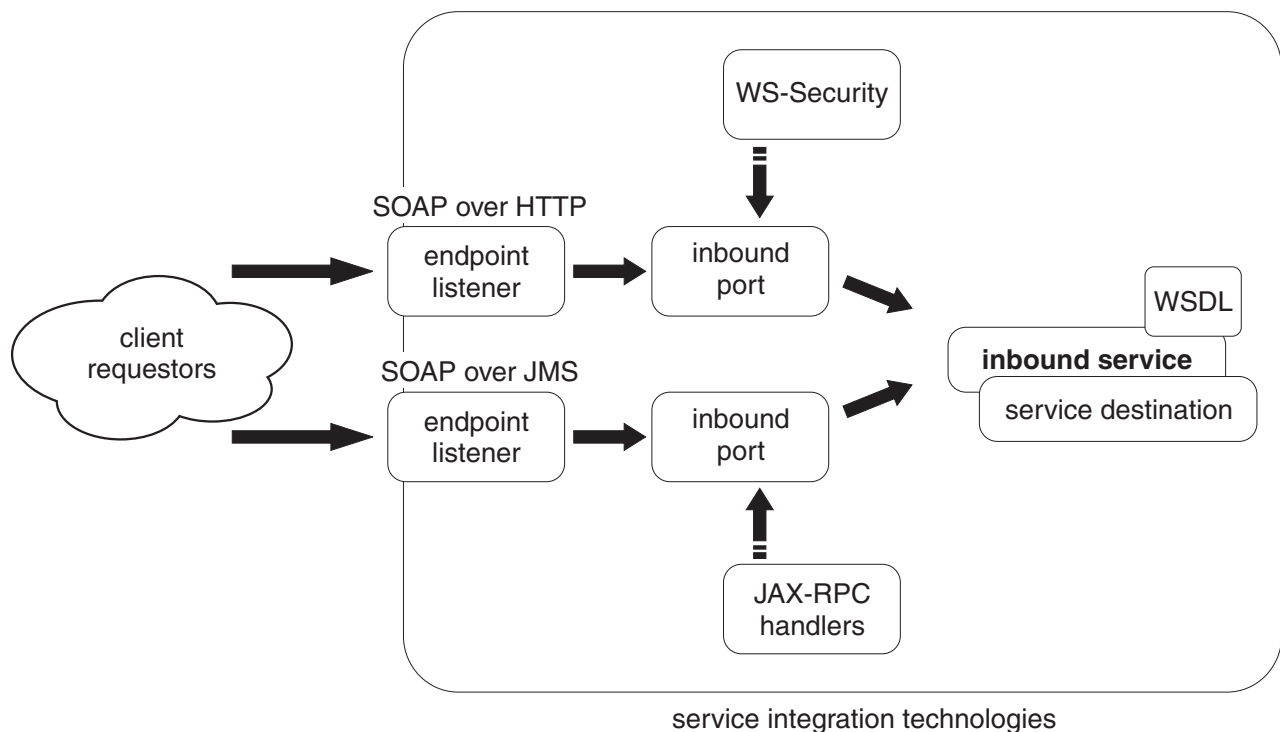 WS-Security
SOAP over HTTP
endpoint
listener
inbound
port
client
requestors
WSDL
inbound service
service destination
SOAP over JMS
endpoint
listener
inbound
port
JAX-RPC
handlers
service integration technologies